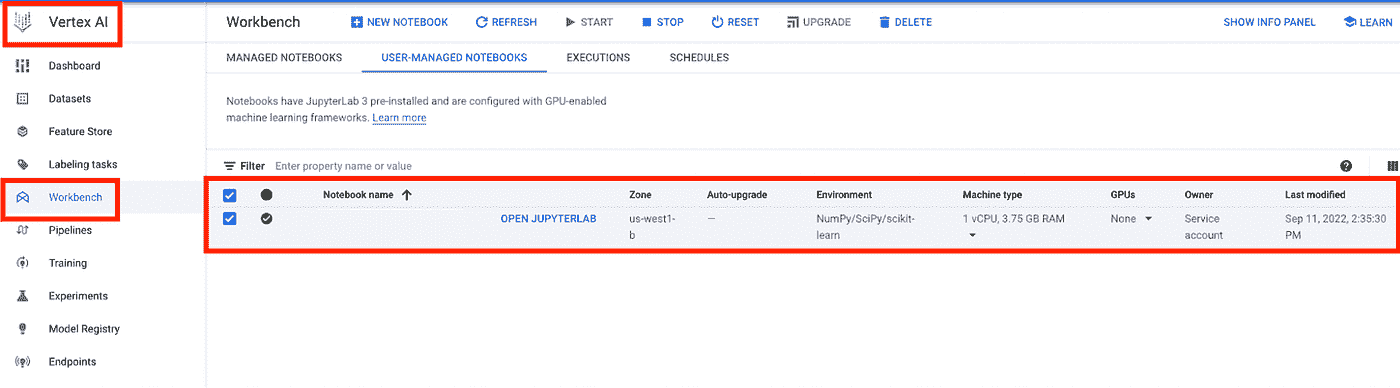 Vertex AI
Workbench
NEW NOTEBOOK
REFRESH
START
STOP
RESET
UPGRADE
DELETE
SHOW INFO PANEL
LEARN
Dashboard
Datasets
Feature Store
Labeling tasks
Workbench
Pipelines
Training
Experiments
Model Registry
Endpoints
MANAGED NOTEBOOKS
USER-MANAGED NOTEBOOKS
EXECUTIONS
SCHEDULES
Notebooks have JupyterLab 3 pre-installed and are configured with GPU-enabled
machine learning frameworks. Learn more
Filter Enter property name or value
Notebook name Zone Auto-upgrade Environment Machine type GPUs Owner Last modified
OPEN JUPYTERLAB us-west1- — NumPy/SciPy/scikit- 1 vCPU, 3.75 GB RAM None Service Sep 11, 2022, 2:35:30
b learn account PM